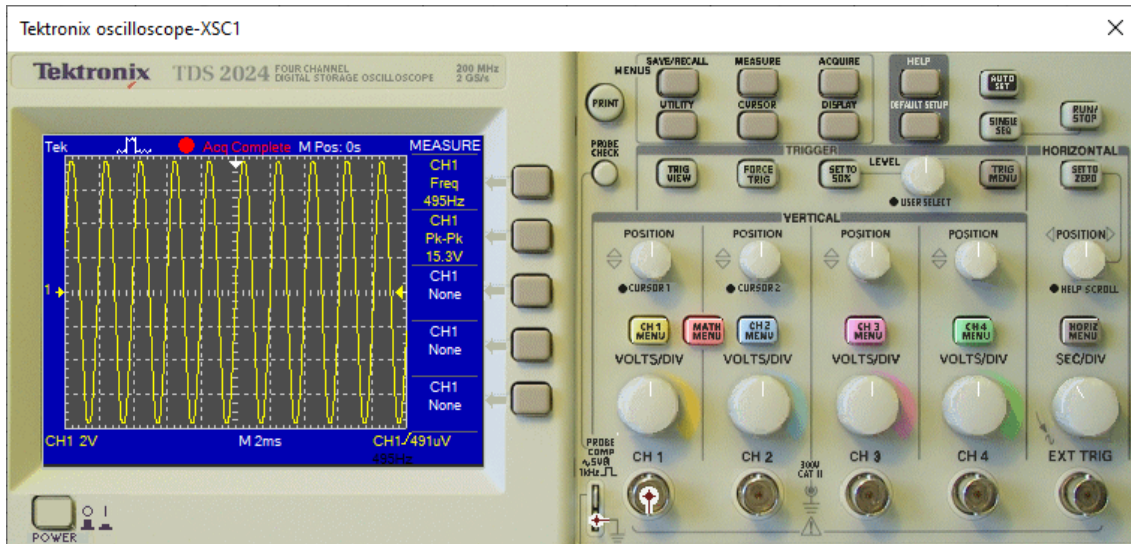 Tektronix oscilloscope-XSC1
Tektronix TDS 2024 FOUR CHANNEL
DIGITAL STORAGE OSCILLOSCOPE
200 MHz
2 GS/s
Tek Acq Complete M Pos: 0s MEASURE
CH1
Freq
495Hz
CH1
Pk-Pk
15.3V
CH1
None
CH1
None
CH1
None
1
CH1 2V M 2ms CH1 491uV
495Hz
POWER
O I
MENUS
SAVE/RECALL MEASURE ACQUIRE HELP
PRINT
AUTO
SET
UTILITY CURSOR DISPLAY DEFAULT SETUP
SINGLE
SEQ
RUN/
STOP
PROBE
CHECK
TRIGGER HORIZONTAL
TRIG
VIEW
FORCE
TRIG
SET TO
50%
LEVEL
USER SELECT
TRIG
MENU
SET TO
ZERO
VERTICAL
POSITION POSITION POSITION POSITION POSITION
CURSOR 1 CURSOR 2 HELP SCROLL
CH 1
MENU
MATH
MENU
CH 2
MENU
CH 3
MENU
CH 4
MENU
HORIZ
MENU
VOLTS/DIV VOLTS/DIV VOLTS/DIV VOLTS/DIV SEC/DIV
PROBE
COMP
~5V@
1kHz
CH 1 CH 2 300V
CAT II
CH 3 CH 4 EXT TRIG